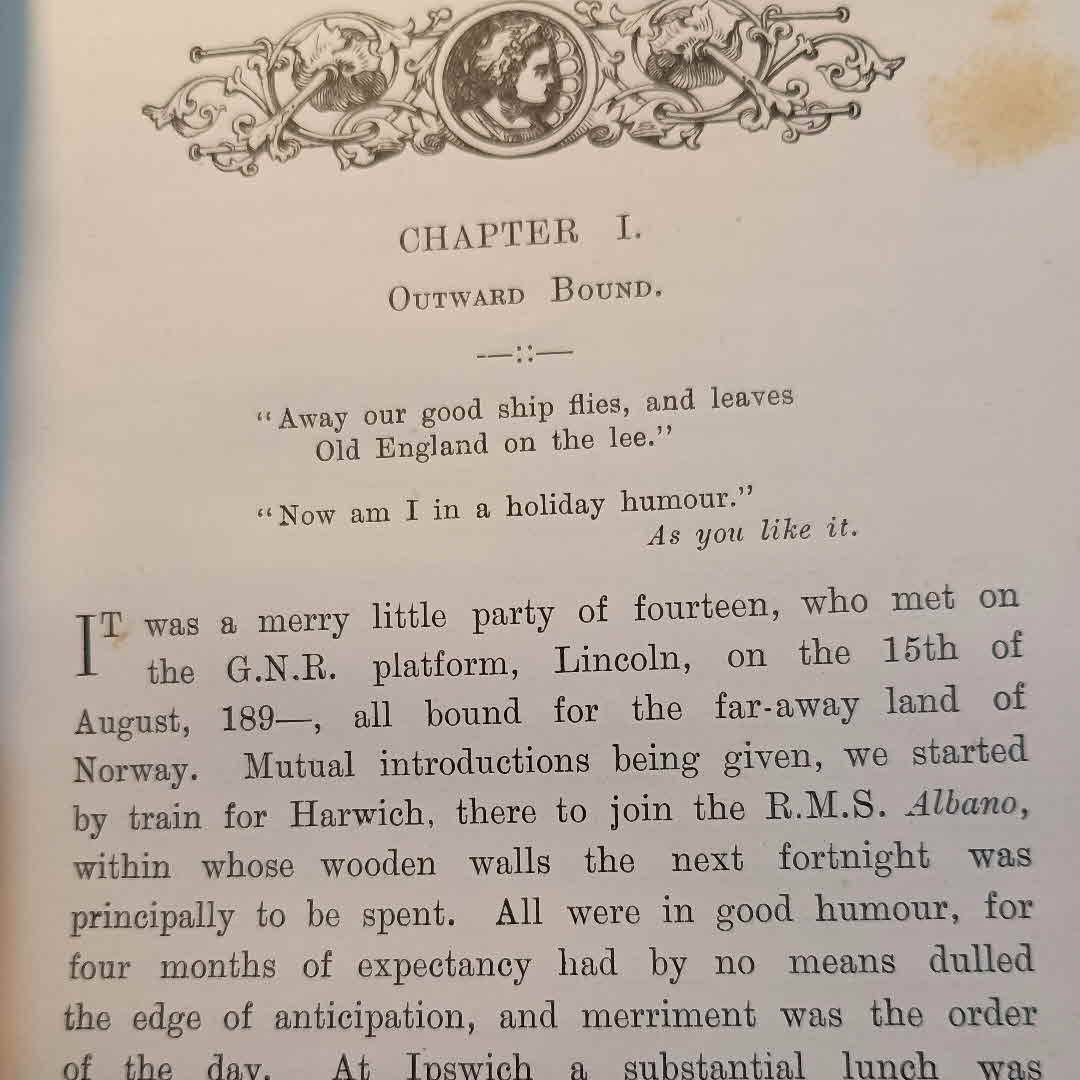 CHAPTER I.
OUTWARD BOUND.
“Away our good ship flies, and leaves
Old England on the lee.”
“Now am I in a holiday humour.”
As you like it.
IT was a merry little party of fourteen, who met on
the G.N.R. platform, Lincoln, on the 15th of
August, 189—, all bound for the far-away land of
Norway. Mutual introductions being given, we started
by train for Harwich, there to join the R.M.S. Albano,
within whose wooden walls the next fortnight was
principally to be spent. All were in good humour, for
four months of expectancy had by no means dulled
the edge of anticipation, and merriment was the order
of the day. At Ipswich a substantial lunch was